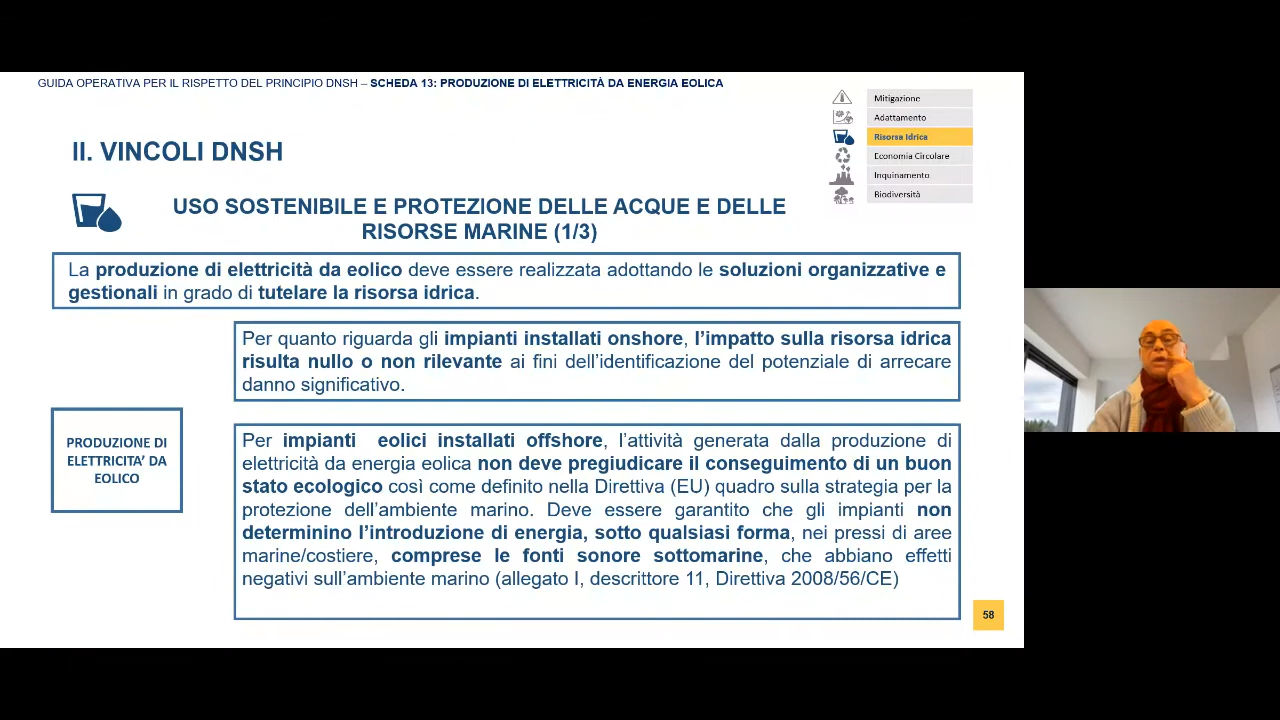 GUIDA OPERATIVA PER IL RISPETTO DEL PRINCIPIO DNSH – SCHEDA 13: PRODUZIONE DI ELETTRICITÀ DA ENERGIA EOLICA
Mitigazione
Adattamento
Risorsa Idrica
Economia Circolare
Inquinamento
Biodiversità
II. VINCOLI DNSH
USO SOSTENIBILE E PROTEZIONE DELLE ACQUE E DELLE
RISORSE MARINE (1/3)
La produzione di elettricità da eolico deve essere realizzata adottando le soluzioni organizzative e
gestionali in grado di tutelare la risorsa idrica.
Per quanto riguarda gli impianti installati onshore, l’impatto sulla risorsa idrica
risulta nullo o non rilevante ai fini dell’identificazione del potenziale di arrecare
danno significativo.
PRODUZIONE DI
ELETTRICITA’ DA
EOLICO
Per impianti eolici installati offshore, l’attività generata dalla produzione di
elettricità da energia eolica non deve pregiudicare il conseguimento di un buon
stato ecologico così come definito nella Direttiva (EU) quadro sulla strategia per la
protezione dell’ambiente marino. Deve essere garantito che gli impianti non
determinino l’introduzione di energia, sotto qualsiasi forma, nei pressi di aree
marine/costiere, comprese le fonti sonore sottomarine, che abbiano effetti
negativi sull’ambiente marino (allegato I, descrittore 11, Direttiva 2008/56/CE)
58